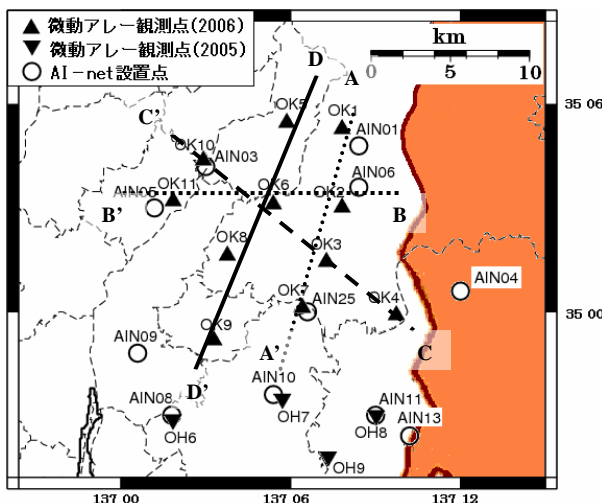 微動アレー観測点(2006)
微動アレー観測点(2005)
AI-net設置点
km
0 5 10
D
A
C'
OK5
OK1
35 06
AIN01
OK10
AIN03
AIN06
AIN05
OK11
OK6
OK2
B'
B
OK8
OK3
AIN04
OK7
AIN25
OK4
35 00
AIN09
OK9
A'
C
D'
AIN10
AIN08
OH7
AIN11
OH6
OH8
AIN13
OH9
137 00
137 06
137 12